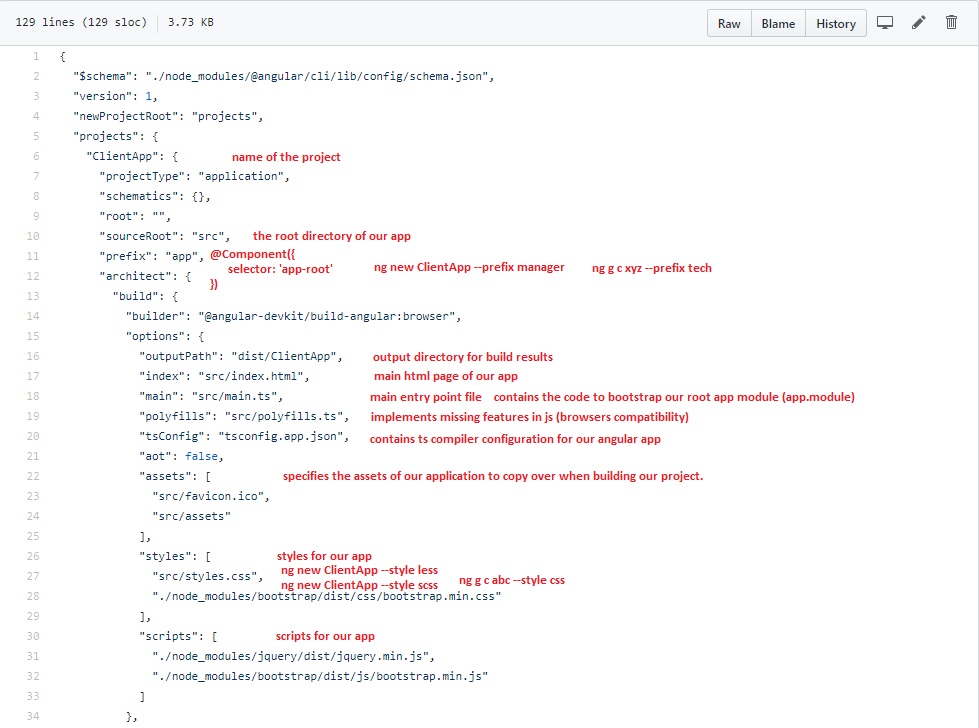 129 lines (129 sloc) 3.73 KB Raw Blame History
1 {
2 "$schema": "./node_modules/@angular/cli/lib/config/schema.json",
3 "version": 1,
4 "newProjectRoot": "projects",
5 "projects": {
6 "ClientApp": { name of the project
7 "projectType": "application",
8 "schematics": {},
9 "root": "",
10 "sourceRoot": "src", the root directory of our app
11 "prefix": "app", @Component({
selector: 'app-root' ng new ClientApp --prefix manager ng g c xyz --prefix tech
12 "architect": {
})
13 "build": {
14 "builder": "@angular-devkit/build-angular:browser",
15 "options": {
16 "outputPath": "dist/ClientApp", output directory for build results
17 "index": "src/index.html", main html page of our app
18 "main": "src/main.ts", main entry point file contains the code to bootstrap our root app module (app.module)
19 "polyfills": "src/polyfills.ts", implements missing features in js (browsers compatibility)
20 "tsConfig": "tsconfig.app.json", contains ts compiler configuration for our angular app
21 "aot": false,
22 "assets": [ specifies the assets of our application to copy over when building our project.
23 "src/favicon.ico",
24 "src/assets"
25 ],
26 "styles": [ styles for our app
ng new ClientApp --style less
27 "src/styles.css", ng g c abc --style css
ng new ClientApp --style scss
28 "./node_modules/bootstrap/dist/css/bootstrap.min.css"
29 ],
30 "scripts": [ scripts for our app
31 "./node_modules/jquery/dist/jquery.min.js",
32 "./node_modules/bootstrap/dist/js/bootstrap.min.js"
33 ]
34 },